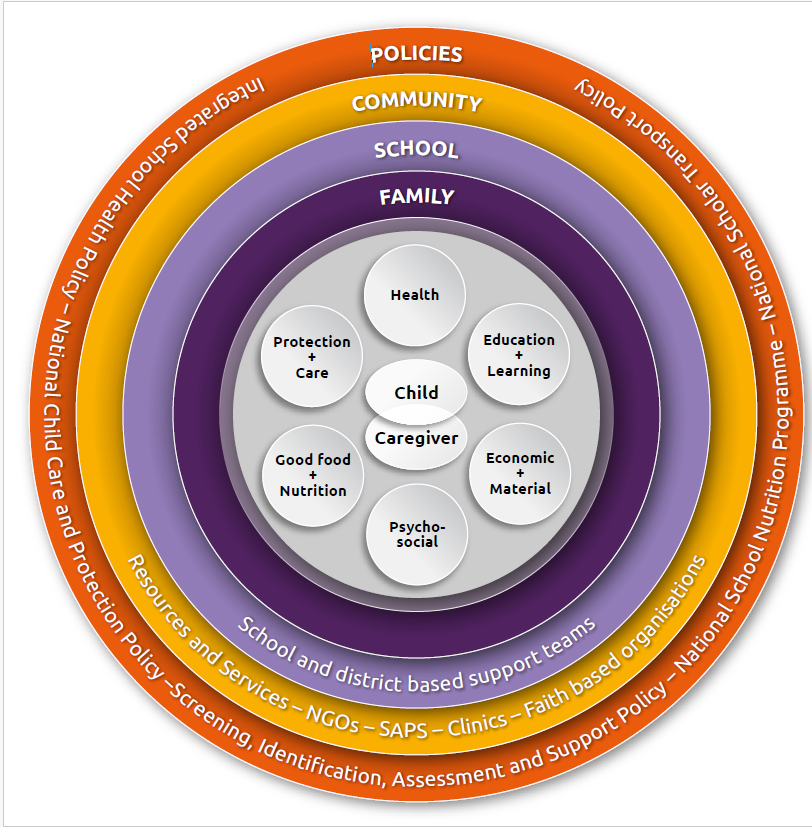 POLICIES
Integrated School Health Policy – National Child Care and Protection Policy –Screening, Identification, Assessment and Support Policy – National School Nutrition Programme – National Scholar Transport Policy
COMMUNITY
Resources and Services – NGOs – SAPS – Clinics – Faith based organisations
SCHOOL
School and district based support teams
FAMILY
Health
Protection
+
Care
Education
+
Learning
Child
Caregiver
Good food
+
Nutrition
Economic
+
Material
Psycho-
social